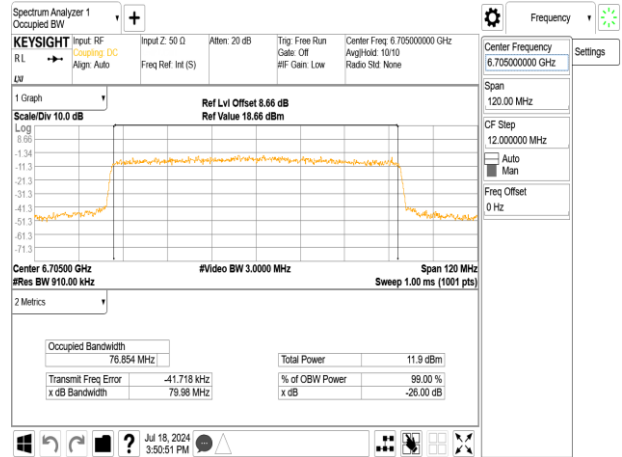 Spectrum Analyzer 1
Occupied BW
+
Frequency
KEYSIGHT
Input: RF
Coupling: DC
Align: Auto
Input Z: 50 Ω
Freq Ref: Int (S)
Atten: 20 dB
Trig: Free Run
Gate: Off
#IF Gain: Low
Center Freq: 6.705000000 GHz
Avg|Hold: 10/10
Radio Std: None
RL
LXI
Center Frequency
6.705000000 GHz
Settings
Span
120.00 MHz
CF Step
12.000000 MHz
Auto
Man
Freq Offset
0 Hz
1 Graph
Scale/Div 10.0 dB
Ref Lvl Offset 8.66 dB
Ref Value 18.66 dBm
Log
8.66
-1.34
-11.3
-21.3
-31.3
-41.3
-51.3
-61.3
-71.3
Center 6.70500 GHz
#Video BW 3.0000 MHz
Span 120 MHz
#Res BW 910.00 kHz
Sweep 1.00 ms (1001 pts)
2 Metrics
Occupied Bandwidth
76.854 MHz
Total Power 11.9 dBm
Transmit Freq Error -41.718 kHz
% of OBW Power 99.00 %
x dB Bandwidth 79.98 MHz
x dB -26.00 dB
?
Jul 18, 2024
3:50:51 PM